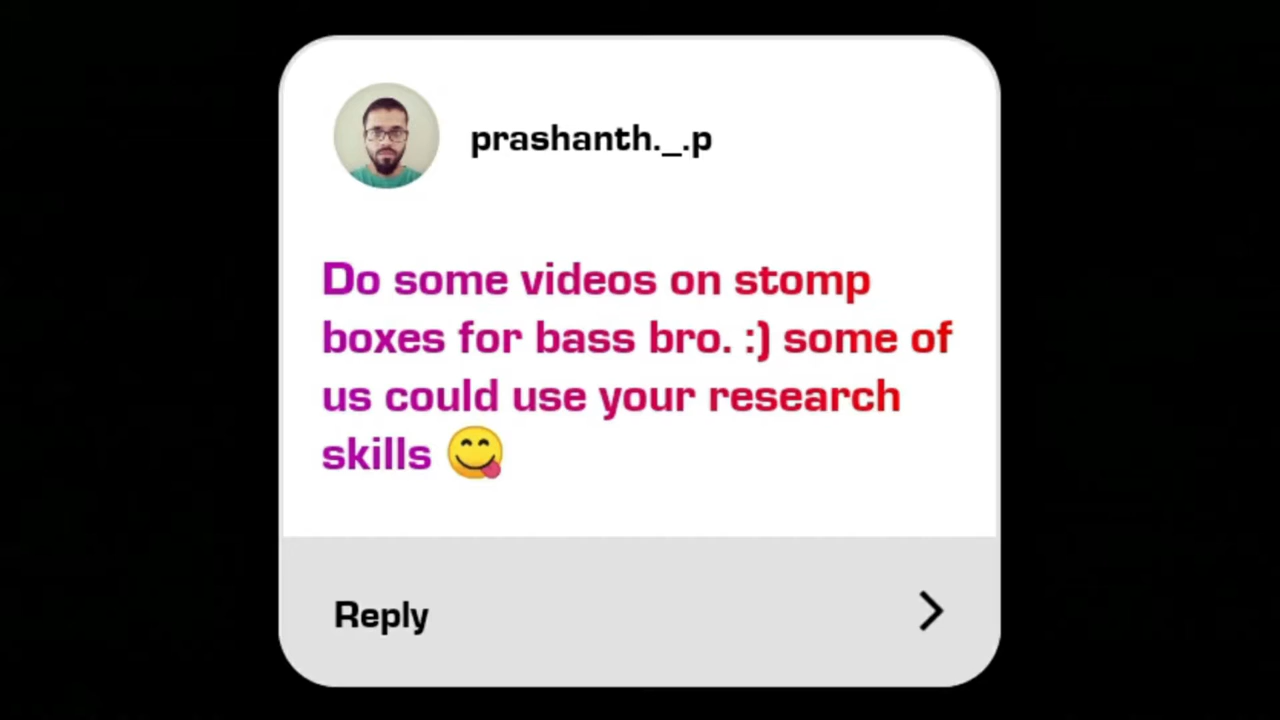 prashanth._.p
Do some videos on stomp
boxes for bass bro. :) some of
us could use your research
skills 😋
Reply